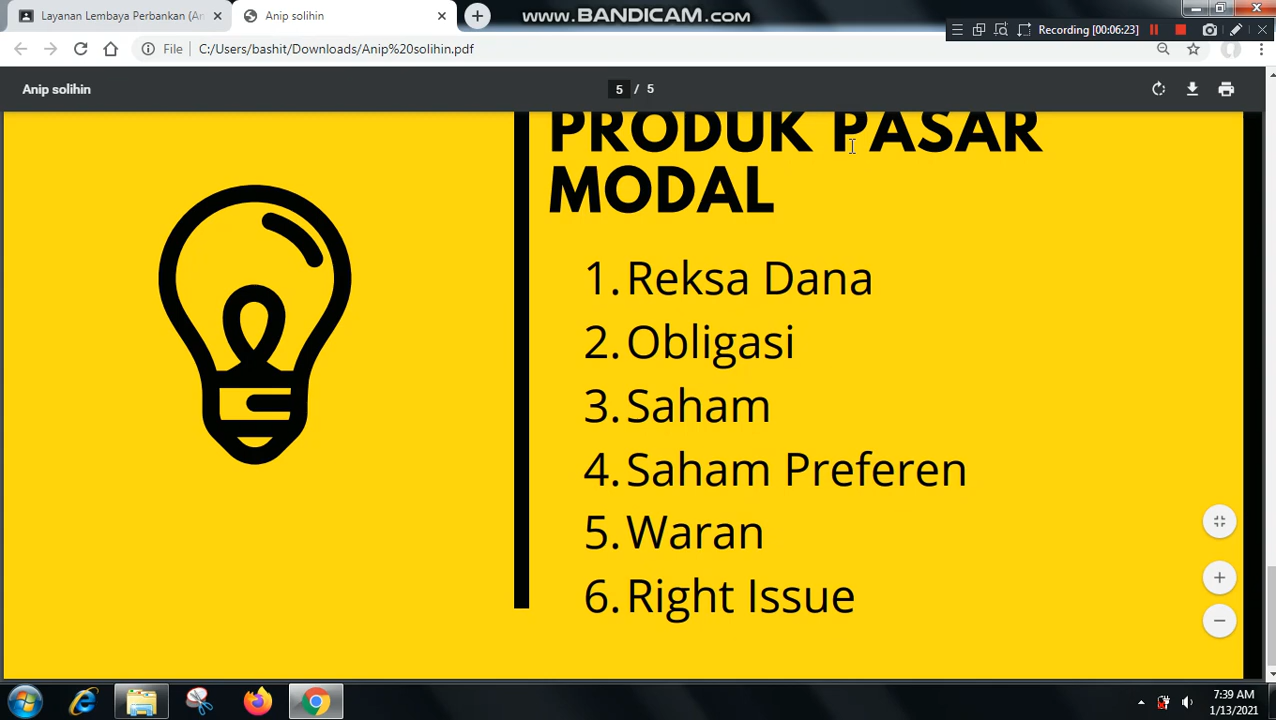 Layanan Lembaya Perbankan (An
Anip solihin
www.BANDICAM.com
Recording [00:06:23]
File
C:/Users/bashit/Downloads/Anip%20solihin.pdf
Anip solihin
5 / 5
PRODUK PASAR
MODAL
1. Reksa Dana
2. Obligasi
3. Saham
4. Saham Preferen
5. Waran
6. Right Issue
7:39 AM
1/13/2021